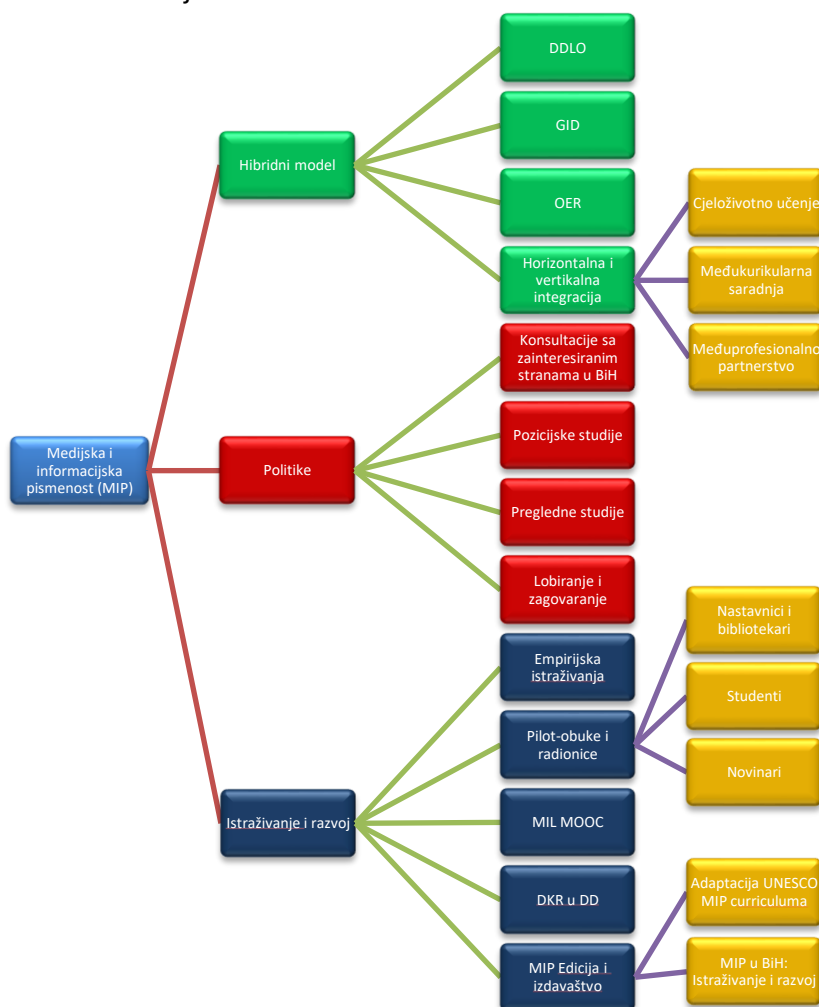 DDLO
GID
Hibridni model
OER
Cjeloživotno učenje
Horizontalna i
vertikalna
integracija
Međukurikularna
saradnja
Međuprofesionalno
partnerstvo
Konsultacije sa
zainteresiranim
stranama u BiH
Medijska i
informacijska
pismenost (MIP)
Politike
Pozicijske studije
Pregledne studije
Lobiranje i
zagovaranje
Nastavnici i
bibliotekari
Empirijska
istraživanja
Studenti
Pilot-obuke i
radionice
Novinari
Istraživanje i razvoj
MIL MOOC
DKR u DD
Adaptacija UNESCO
MIP curriculuma
MIP Edicija i
izdavaštvo
MIP u BiH:
Istraživanje i razvoj